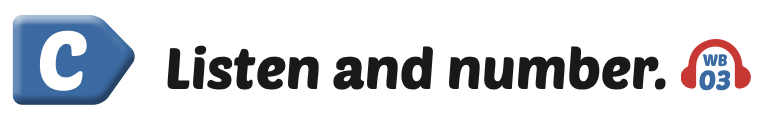 C Listen and number. WB
03